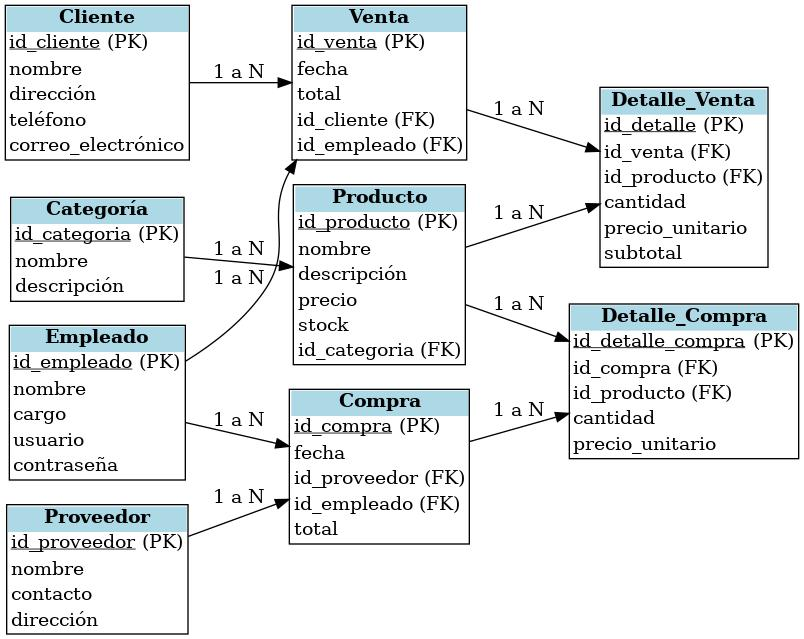 Cliente
id_cliente (PK)
nombre
dirección
teléfono
correo_electrónico
1 a N
Venta
id_venta (PK)
fecha
total
id_cliente (FK)
id_empleado (FK)
1 a N
Detalle_Venta
id_detalle (PK)
id_venta (FK)
id_producto (FK)
cantidad
precio_unitario
subtotal
Categoría
id_categoria (PK)
nombre
descripción
1 a N
1 a N
Producto
id_producto (PK)
nombre
descripción
precio
stock
id_categoria (FK)
1 a N
1 a N
Empleado
id_empleado (PK)
nombre
cargo
usuario
contraseña
1 a N
Compra
id_compra (PK)
fecha
id_proveedor (FK)
id_empleado (FK)
total
1 a N
Detalle_Compra
id_detalle_compra (PK)
id_compra (FK)
id_producto (FK)
cantidad
precio_unitario
Proveedor
id_proveedor (PK)
nombre
contacto
dirección
1 a N